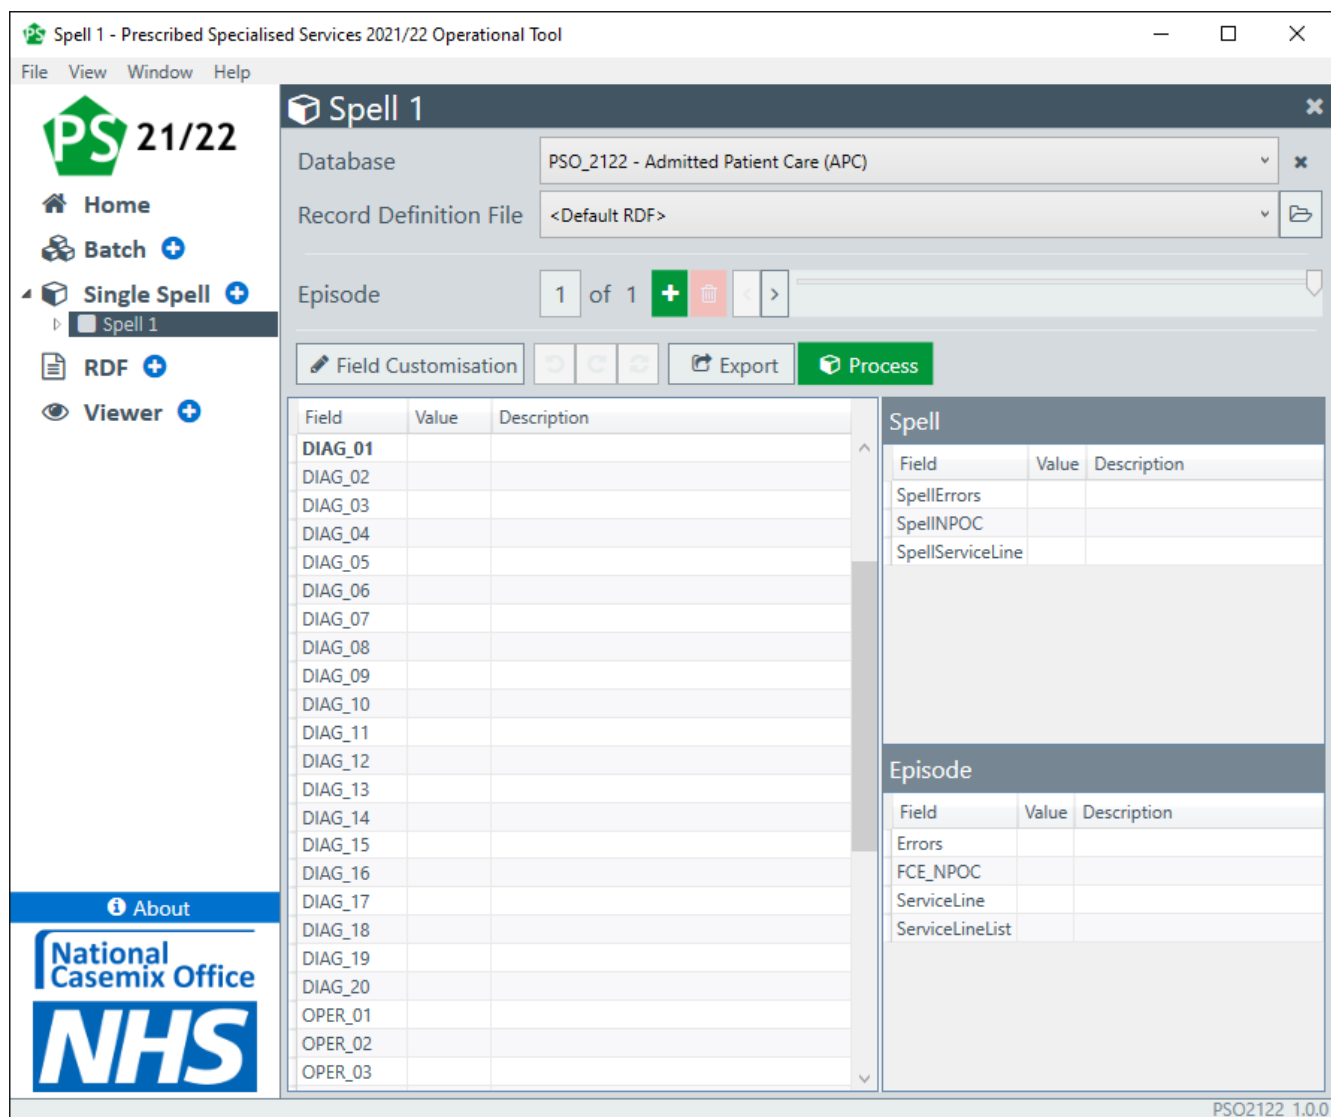 Spell 1 - Prescribed Specialised Services 2021/22 Operational Tool
File View Window Help
PS 21/22
Home
Batch
Single Spell
Spell 1
RDF
Viewer
About
National
Casemix Office
NHS
Spell 1
Database PSO_2122 - Admitted Patient Care (APC)
Record Definition File <Default RDF>
Episode 1 of 1
Field Customisation Export Process
Field Value Description
DIAG_01
DIAG_02
DIAG_03
DIAG_04
DIAG_05
DIAG_06
DIAG_07
DIAG_08
DIAG_09
DIAG_10
DIAG_11
DIAG_12
DIAG_13
DIAG_14
DIAG_15
DIAG_16
DIAG_17
DIAG_18
DIAG_19
DIAG_20
OPER_01
OPER_02
OPER_03
Spell
Field Value Description
SpellErrors
SpellNPOC
SpellServiceLine
Episode
Field Value Description
Errors
FCE_NPOC
ServiceLine
ServiceLineList
PSO2122 1.0.0